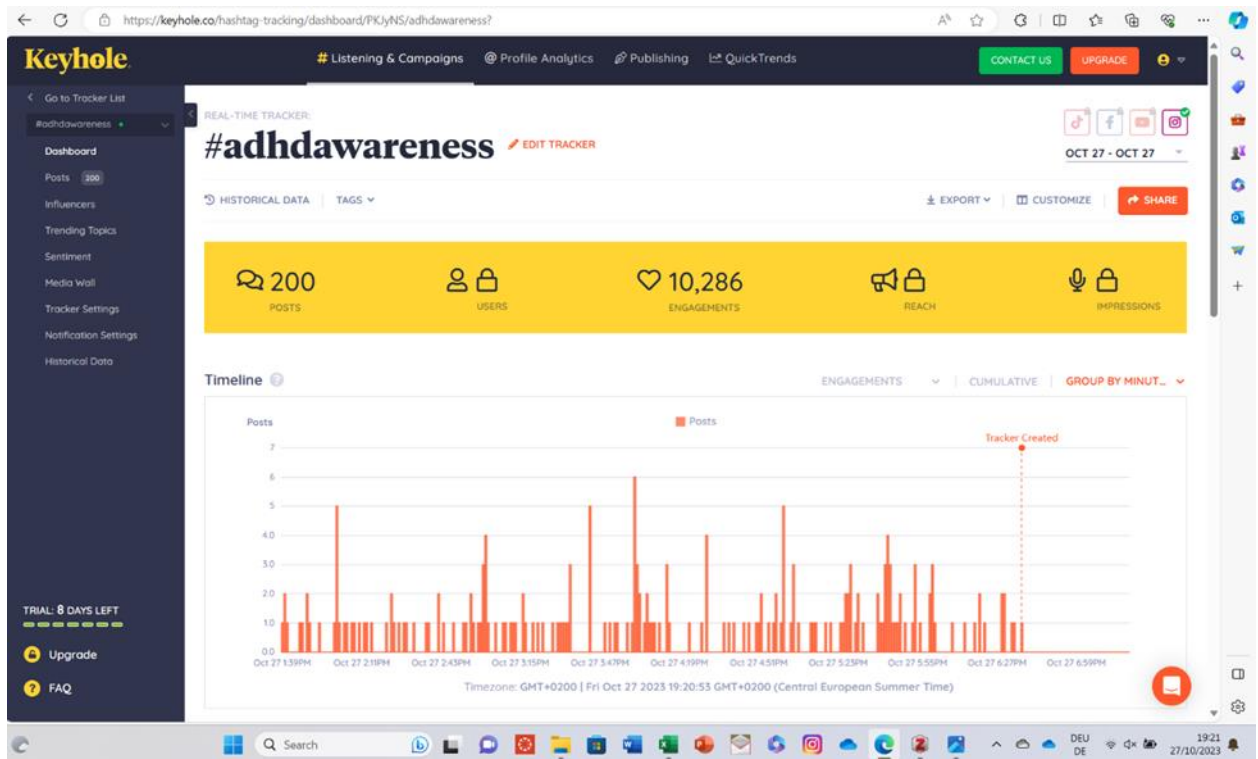 https://keyhole.co/hashtag-tracking/dashboard/PKJyNS/adhdawareness?
Keyhole
# Listening & Campaigns
@ Profile Analytics
Publishing
QuickTrends
CONTACT US
UPGRADE
Go to Tracker List
#adhdawareness
Dashboard
Posts 200
Influencers
Trending Topics
Sentiment
Media Wall
Tracker Settings
Notification Settings
Historical Data
TRIAL: 8 DAYS LEFT
Upgrade
FAQ
REAL-TIME TRACKER:
#adhdawareness EDIT TRACKER
OCT 27 - OCT 27
HISTORICAL DATA TAGS
EXPORT CUSTOMIZE SHARE
200
POSTS
USERS
10,286
ENGAGEMENTS
REACH
IMPRESSIONS
Timeline ?
ENGAGEMENTS CUMULATIVE GROUP BY MINUT...
Posts
Posts
Tracker Created
7
6
5
4.0
3.0
2.0
1.0
0.0
Oct 27 1:39PM Oct 27 2:11PM Oct 27 2:43PM Oct 27 3:15PM Oct 27 3:47PM Oct 27 4:19PM Oct 27 4:51PM Oct 27 5:23PM Oct 27 5:55PM Oct 27 6:27PM Oct 27 6:59PM
Timezone: GMT+0200 | Fri Oct 27 2023 19:20:53 GMT+0200 (Central European Summer Time)
Search
DEU
DE
19:21
27/10/2023